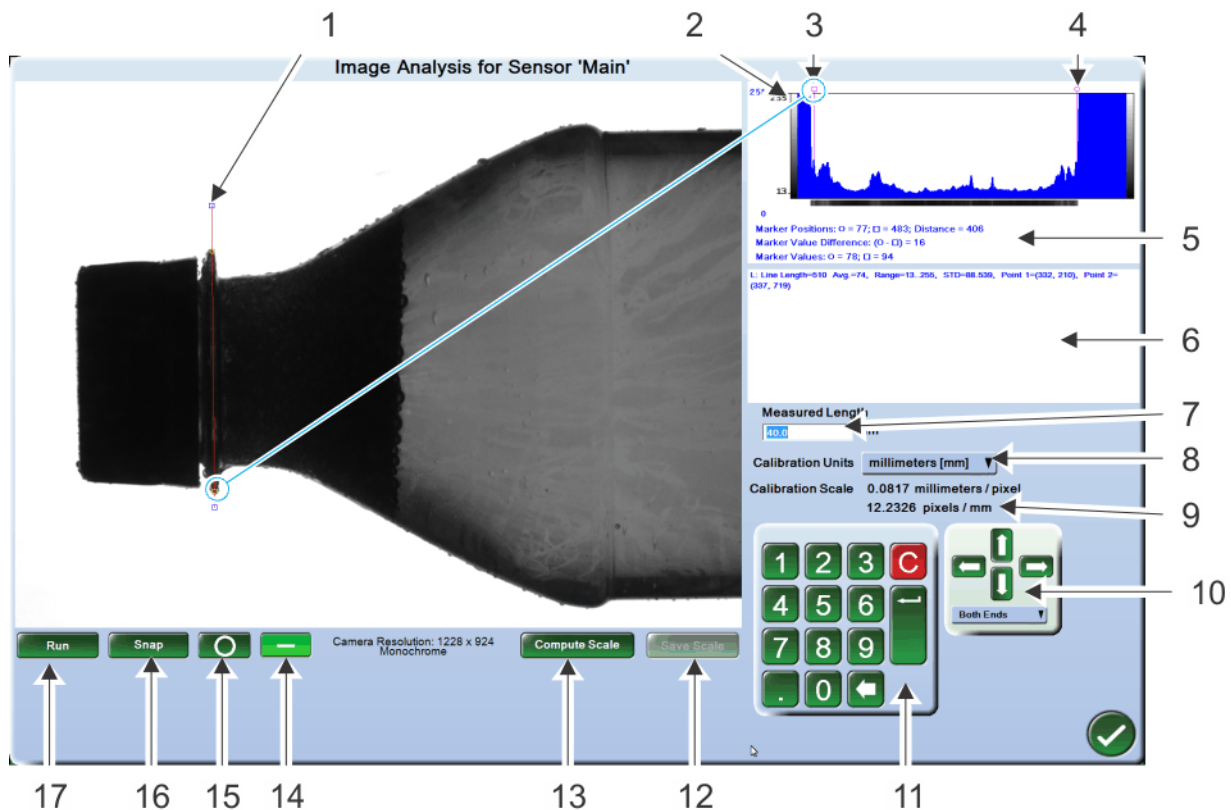 1 2 3 4
Image Analysis for Sensor 'Main'
255
13
0
Marker Positions: O = 77; □ = 483; Distance = 406
Marker Value Difference: (O - □) = 16
Marker Values: O = 78; □ = 94
5
L: Line Length=510 Avg.=74, Range=13..255, STD=88.539, Point 1=(332, 210), Point 2=
(337, 719)
6
Measured Length
40.0
7
Calibration Units millimeters [mm] 8
Calibration Scale 0.0817 millimeters / pixel
12.2326 pixels / mm 9
1 2 3 C
4 5 6
7 8 9
. 0
Both Ends
10
Run Snap Camera Resolution: 1228 x 924 Compute Scale Save Scale
Monochrome
17 16 15 14 13 12 11